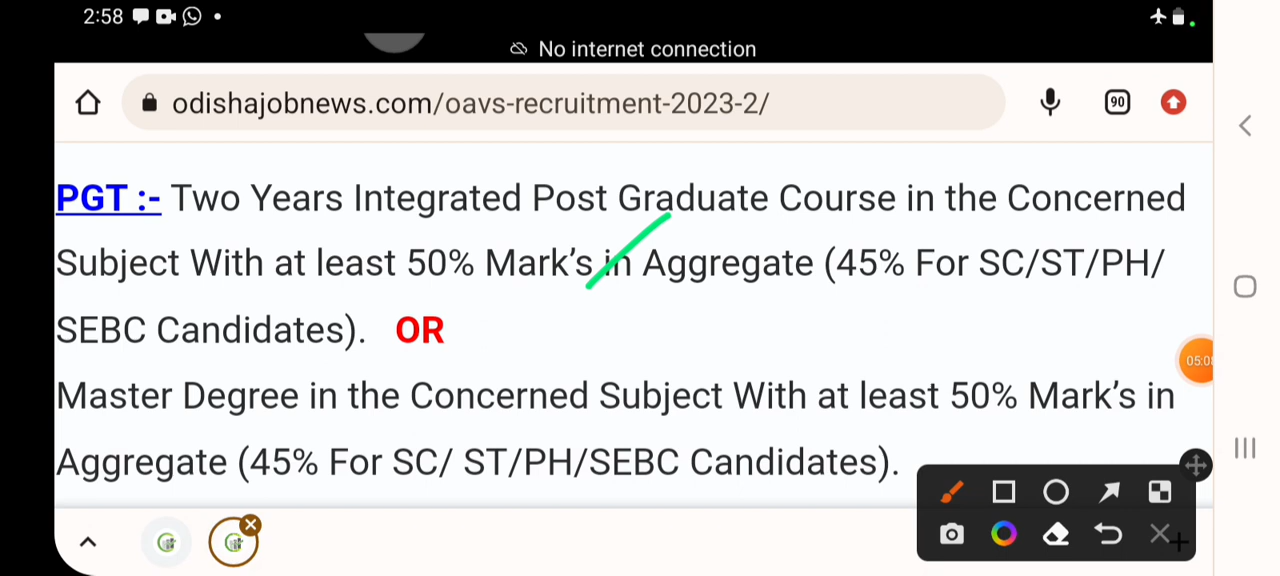 2:58
No internet connection
odishajobnews.com/oavs-recruitment-2023-2/
90
PGT :- Two Years Integrated Post Graduate Course in the Concerned
Subject With at least 50% Mark's in Aggregate (45% For SC/ST/PH/
SEBC Candidates). OR
05:0
Master Degree in the Concerned Subject With at least 50% Mark's in
Aggregate (45% For SC/ ST/PH/SEBC Candidates).